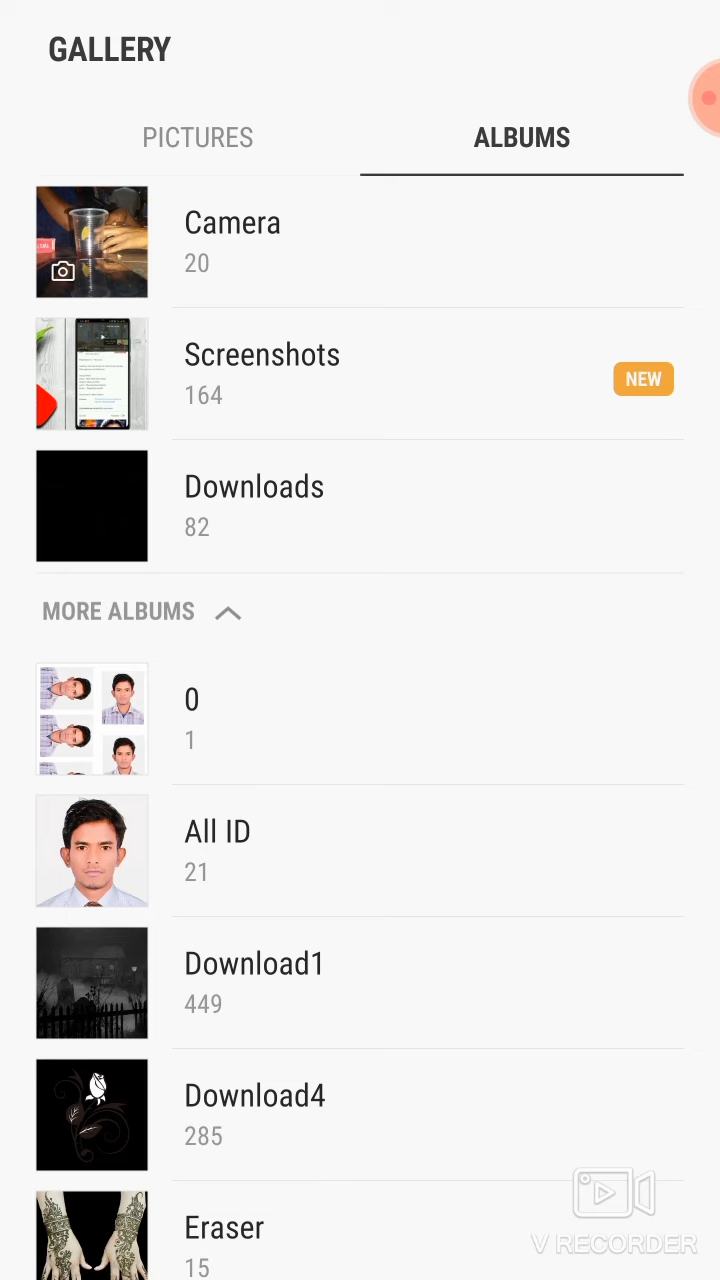 GALLERY
PICTURES ALBUMS
Camera
20
Screenshots
164
NEW
Downloads
82
MORE ALBUMS
0
1
All ID
21
Download1
449
Download4
285
Eraser
15
V RECORDER